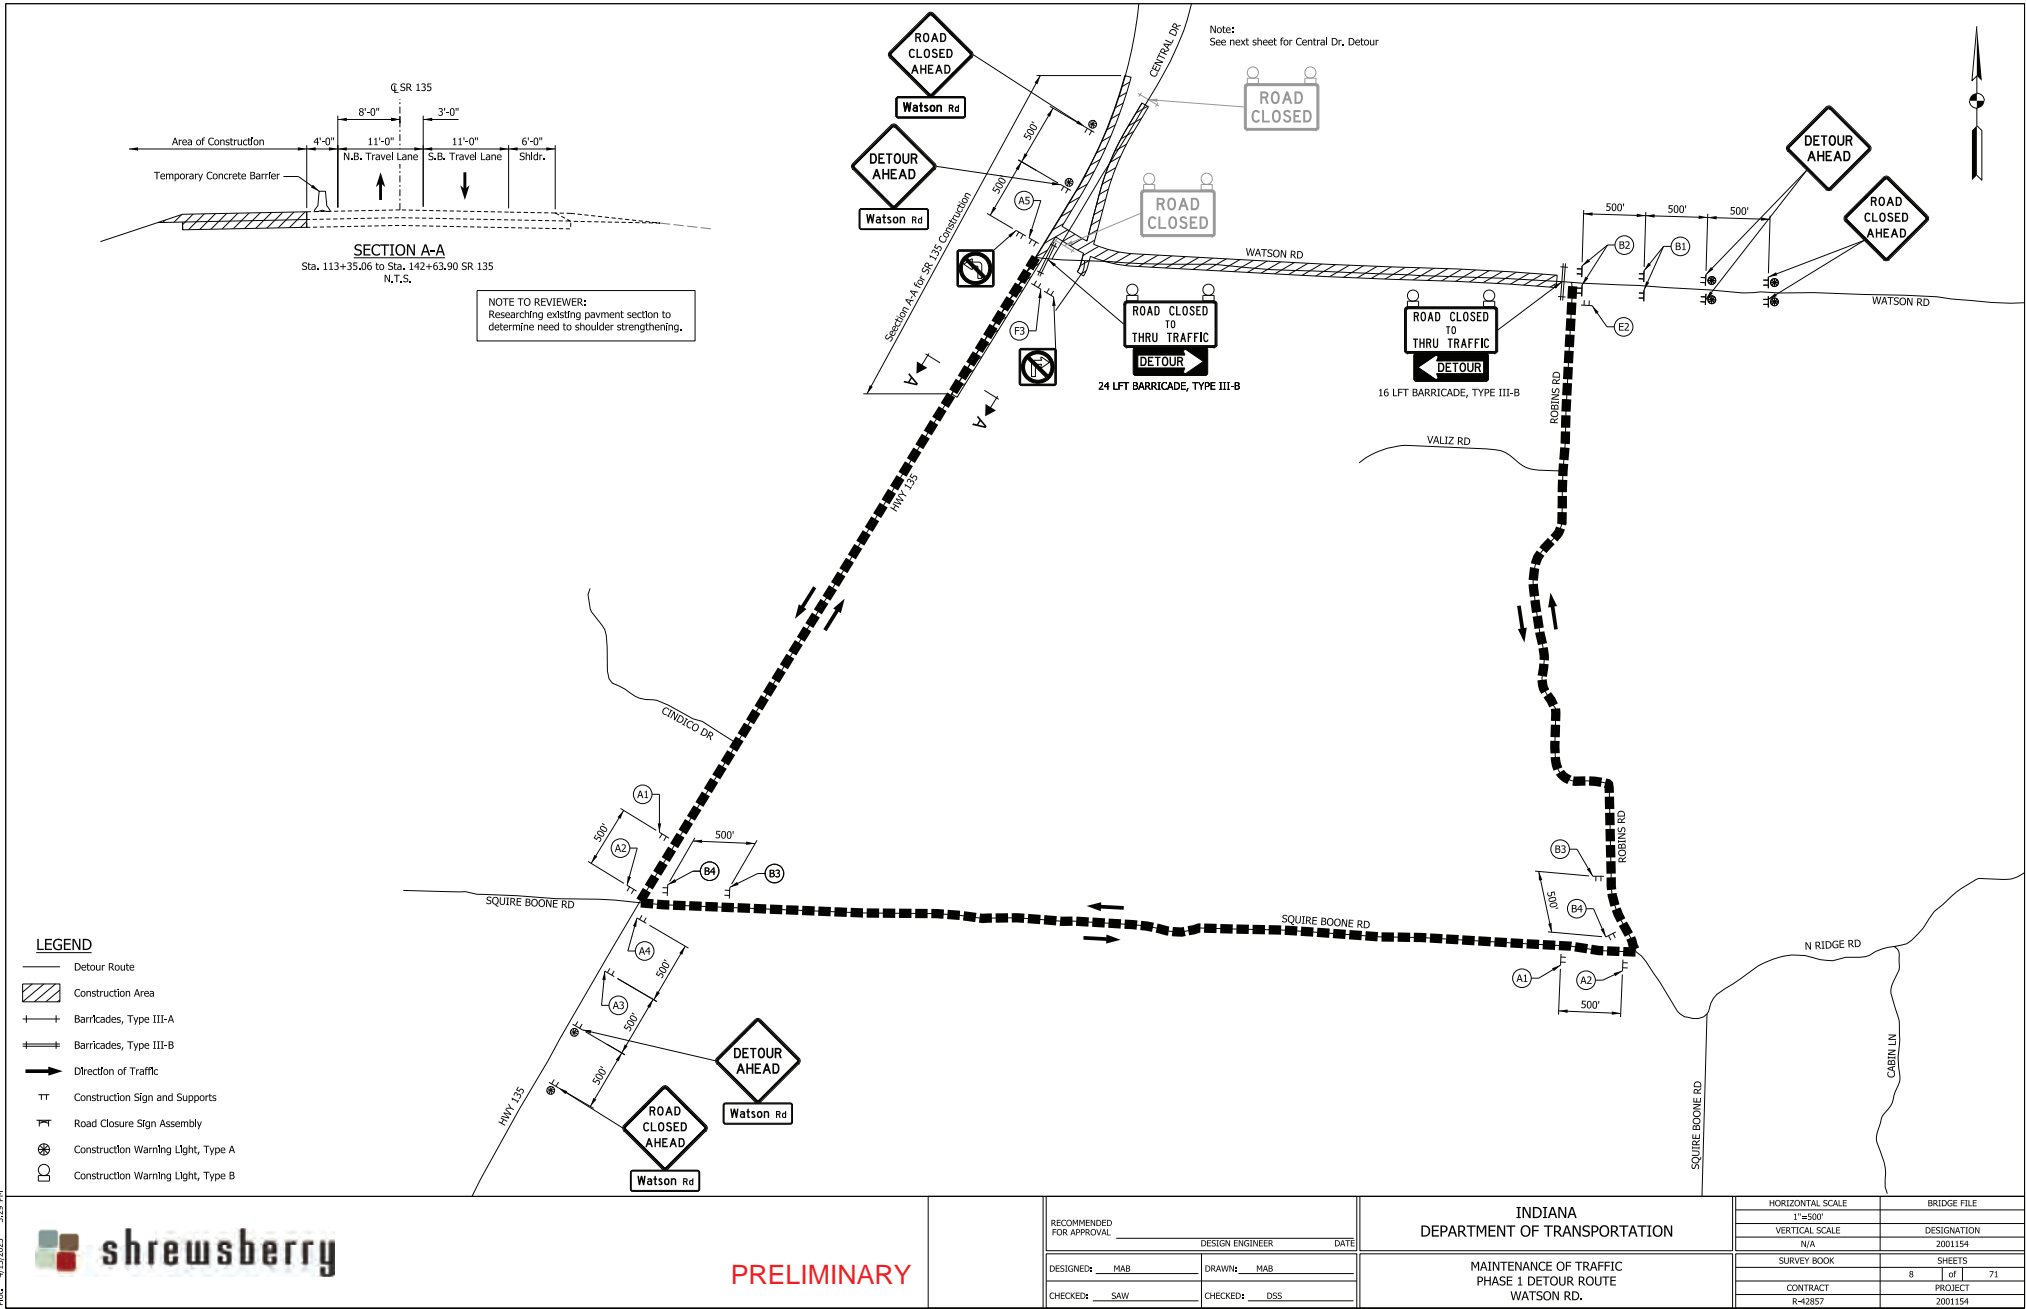 Note:
See next sheet for Central Dr. Detour
CENTRAL DR
ROAD
CLOSED
AHEAD
Watson Rd
DETOUR
AHEAD
Watson Rd
500'
500'
Seection A-A for SR 135 Construction
ROAD
CLOSED
ROAD
CLOSED
A5
F3
A
A
WATSON RD
ROAD CLOSED
TO
THRU TRAFFIC
DETOUR
24 LFT BARRICADE, TYPE III-B
ROAD CLOSED
TO
THRU TRAFFIC
DETOUR
16 LFT BARRICADE, TYPE III-B
500'
500'
500'
B2
B1
E2
DETOUR
AHEAD
ROAD
CLOSED
AHEAD
WATSON RD
℄ SR 135
8'-0"
3'-0"
Area of Construction
4'-0"
11'-0"
11'-0"
6'-0"
N.B. Travel Lane
S.B. Travel Lane
Shldr.
Temporary Concrete Barrier
SECTION A-A
Sta. 113+35.06 to Sta. 142+63.90 SR 135
N.T.S.
NOTE TO REVIEWER:
Researching existing pavment section to
determine need to shoulder strengthening.
HWY 135
ROBINS RD
VALIZ RD
CINDICO DR
A1
500'
A2
500'
B4
B3
SQUIRE BOONE RD
SQUIRE BOONE RD
ROBINS RD
B3
500'
B4
A1
A2
500'
N RIDGE RD
CABIN LN
SQUIRE BOONE RD
A4
500'
A3
500'
500'
HWY 135
DETOUR
AHEAD
Watson Rd
ROAD
CLOSED
AHEAD
Watson Rd
LEGEND
Detour Route
Construction Area
Barricades, Type III-A
Barricades, Type III-B
Direction of Traffic
Construction Sign and Supports
Road Closure Sign Assembly
Construction Warning Light, Type A
Construction Warning Light, Type B
shrewsberry
PRELIMINARY
RECOMMENDED
FOR APPROVAL
DESIGN ENGINEER
DATE
DESIGNED: MAB
DRAWN: MAB
CHECKED: SAW
CHECKED: DSS
INDIANA
DEPARTMENT OF TRANSPORTATION
MAINTENANCE OF TRAFFIC
PHASE 1 DETOUR ROUTE
WATSON RD.
HORIZONTAL SCALE
1"=500'
VERTICAL SCALE
N/A
BRIDGE FILE
DESIGNATION
2001154
SURVEY BOOK
SHEETS
8 of 71
CONTRACT
R-42857
PROJECT
2001154